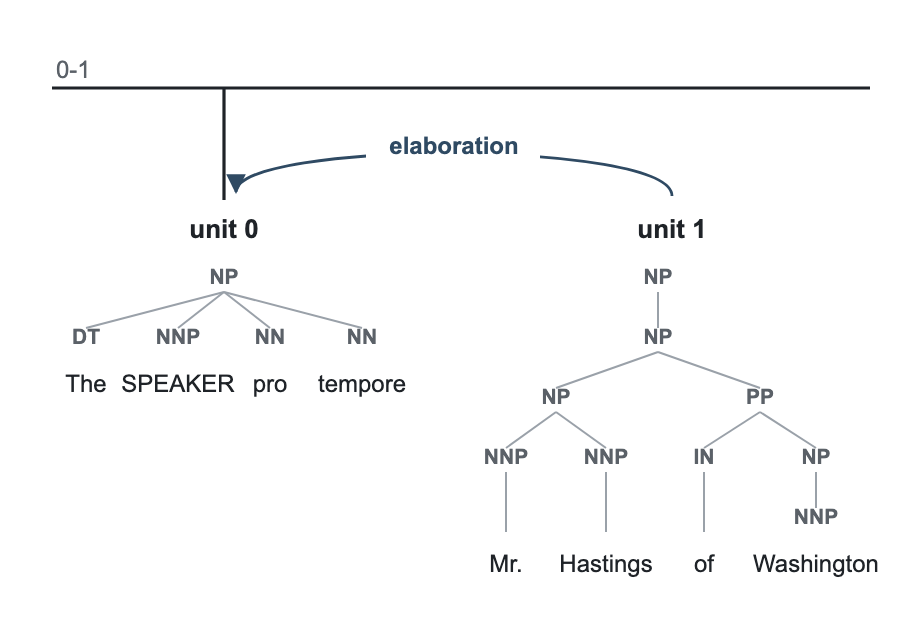 0-1
elaboration
unit 0 unit 1
NP NP
DT NNP NN NN NP
The SPEAKER pro tempore
NP PP
NNP NNP IN NP
NNP
Mr. Hastings of Washington